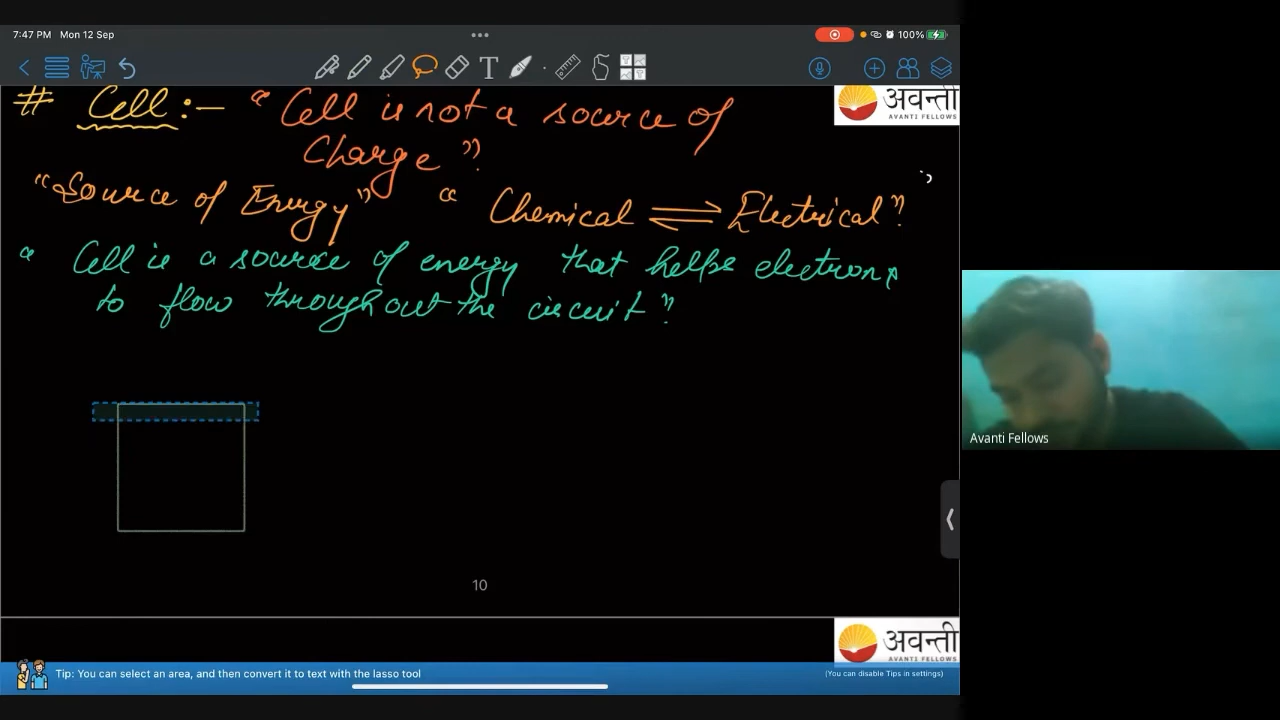 7:47 PM Mon 12 Sep
100%
# Cell :- " Cell is not a source of
Charge "
अवन्ती
AVANTI FELLOWS
"Source of Energy" " Chemical ⇌ Electrical "
" Cell is a source of energy that helps electrons
to flow throughout the circuit "
Avanti Fellows
10
अवन्ती
AVANTI FELLOWS
Tip: You can select an area, and then convert it to text with the lasso tool
(You can disable Tips in settings)